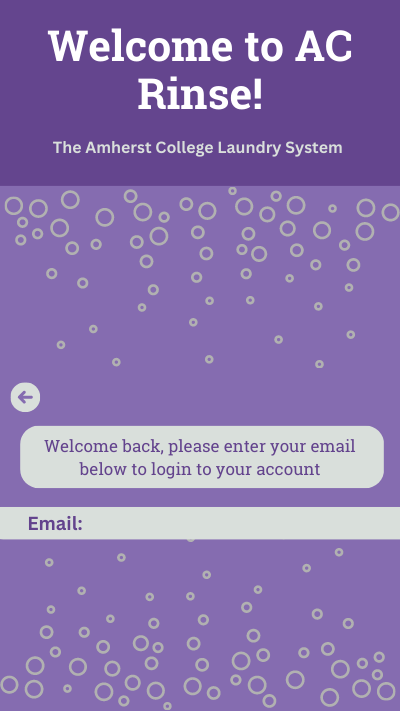 Welcome to AC
Rinse!
The Amherst College Laundry System
Welcome back, please enter your email
below to login to your account
Email: